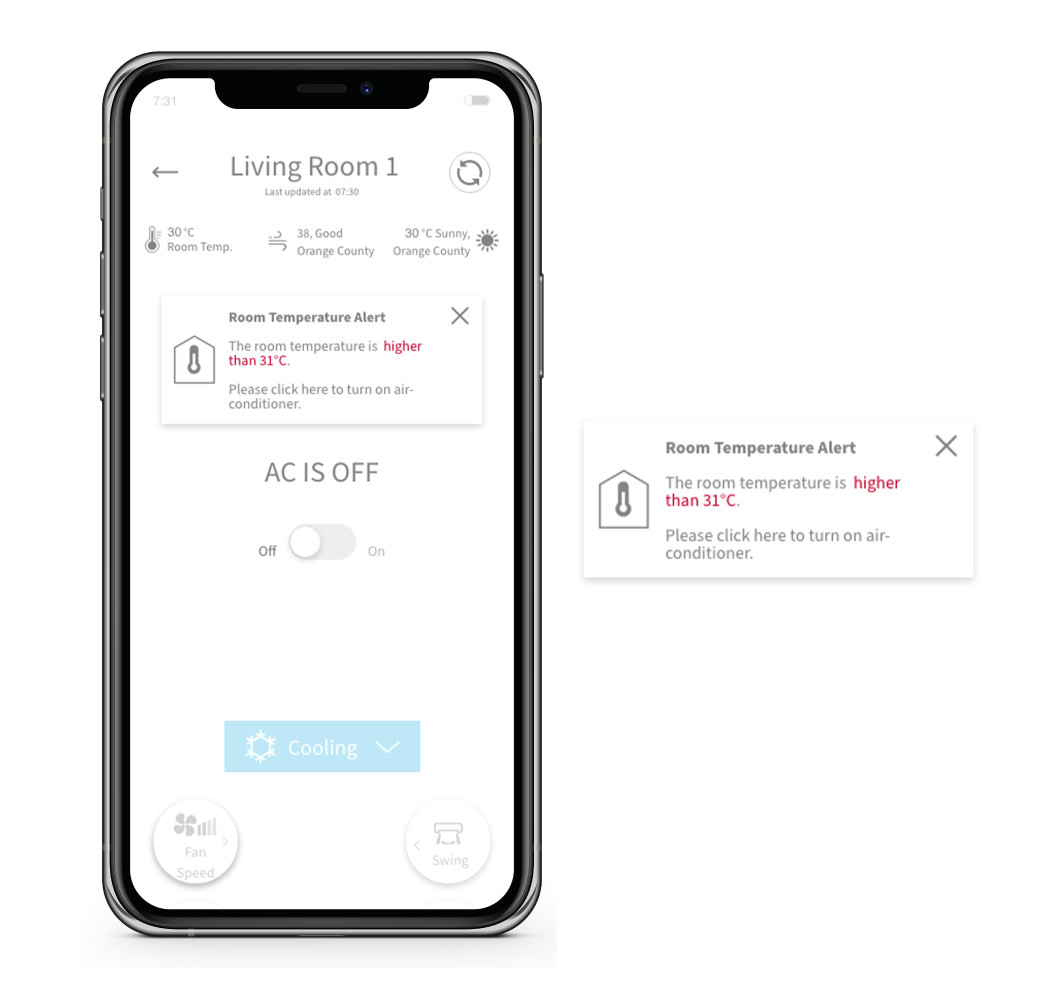 7:31
Living Room 1
Last updated at 07:30
30°C
Room Temp.
38, Good
Orange County
30 °C Sunny,
Orange County
Room Temperature Alert
The room temperature is higher
than 31°C.
Please click here to turn on air-
conditioner.
AC IS OFF
Off
On
Cooling
Fan
Speed
Swing
Room Temperature Alert
The room temperature is higher
than 31°C.
Please click here to turn on air-
conditioner.